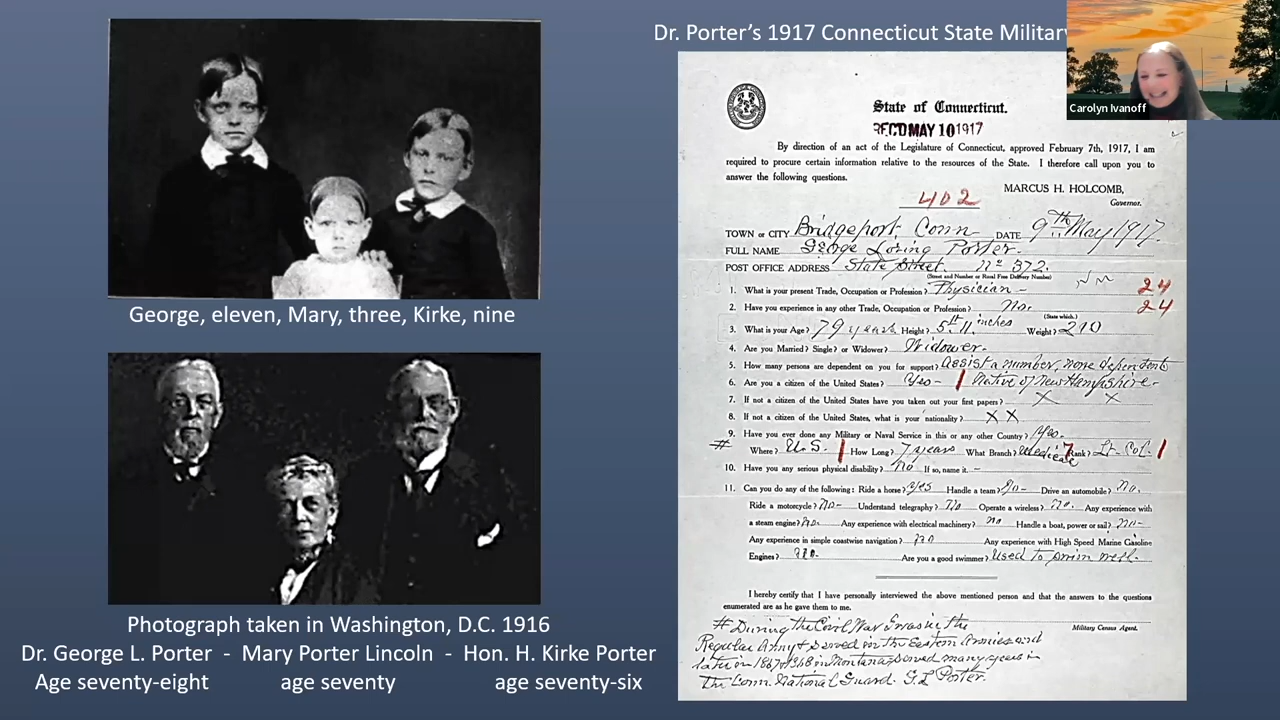 Dr. Porter's 1917 Connecticut State Military
Carolyn Ivanoff
George, eleven, Mary, three, Kirke, nine
Photograph taken in Washington, D.C. 1916
Dr. George L. Porter - Mary Porter Lincoln - Hon. H. Kirke Porter
Age seventy-eight age seventy age seventy-six
State of Connecticut.
REC'D MAY 10 1917
By direction of an act of the Legislature of Connecticut, approved February 7th, 1917, I am
required to procure certain information relative to the resources of the State. I therefore call upon you to
answer the following questions.
MARCUS H. HOLCOMB,
Governor.
402
TOWN OR CITY Bridgeport Conn DATE 9th May 1917.
FULL NAME George Loring Porter.
POST OFFICE ADDRESS State Street. No 372.
(Street and Number or Rural Free Delivery Number)
1. What is your present Trade, Occupation or Profession? Physician - 24
2. Have you experience in any other Trade, Occupation or Profession? No. 24
(State which.)
3. What is your Age? 79 years Height? 5 ft 11 inches Weight? 210
4. Are you Married? Single? or Widower? Widower.
5. How many persons are dependent on you for support? Assist a number, none dependent
6. Are you a citizen of the United States? Yes - Native of New Hampshire.
7. If not a citizen of the United States have you taken out your first papers? X X
8. If not a citizen of the United States, what is your nationality? X X
9. Have you ever done any Military or Naval Service in this or any other Country? Yes.
# Where? U.S. How Long? 7 years What Branch? Medical Rank? Lt-Col.
10. Have you any serious physical disability? no If so, name it. -
11. Can you do any of the following: Ride a horse? Yes Handle a team? Drive an automobile? no.
Ride a motorcycle? No - Understand telegraphy? No Operate a wireless? no. Any experience with
a steam engine? no. Any experience with electrical machinery? no Handle a boat, power or sail? no -
Any experience in simple coastwise navigation? no Any experience with High Speed Marine Gasoline
Engines? no. Are you a good swimmer? Used to swim well.
I hereby certify that I have personally interviewed the above mentioned person and that the answers to the questions
enumerated are as he gave them to me.
Military Census Agent.
# During the Civil War I was in the
Regular Army & served in the Eastern Armies and
later on 1867 & 1868 in Montana served many years in
the Conn. National Guard. G.L. Porter.